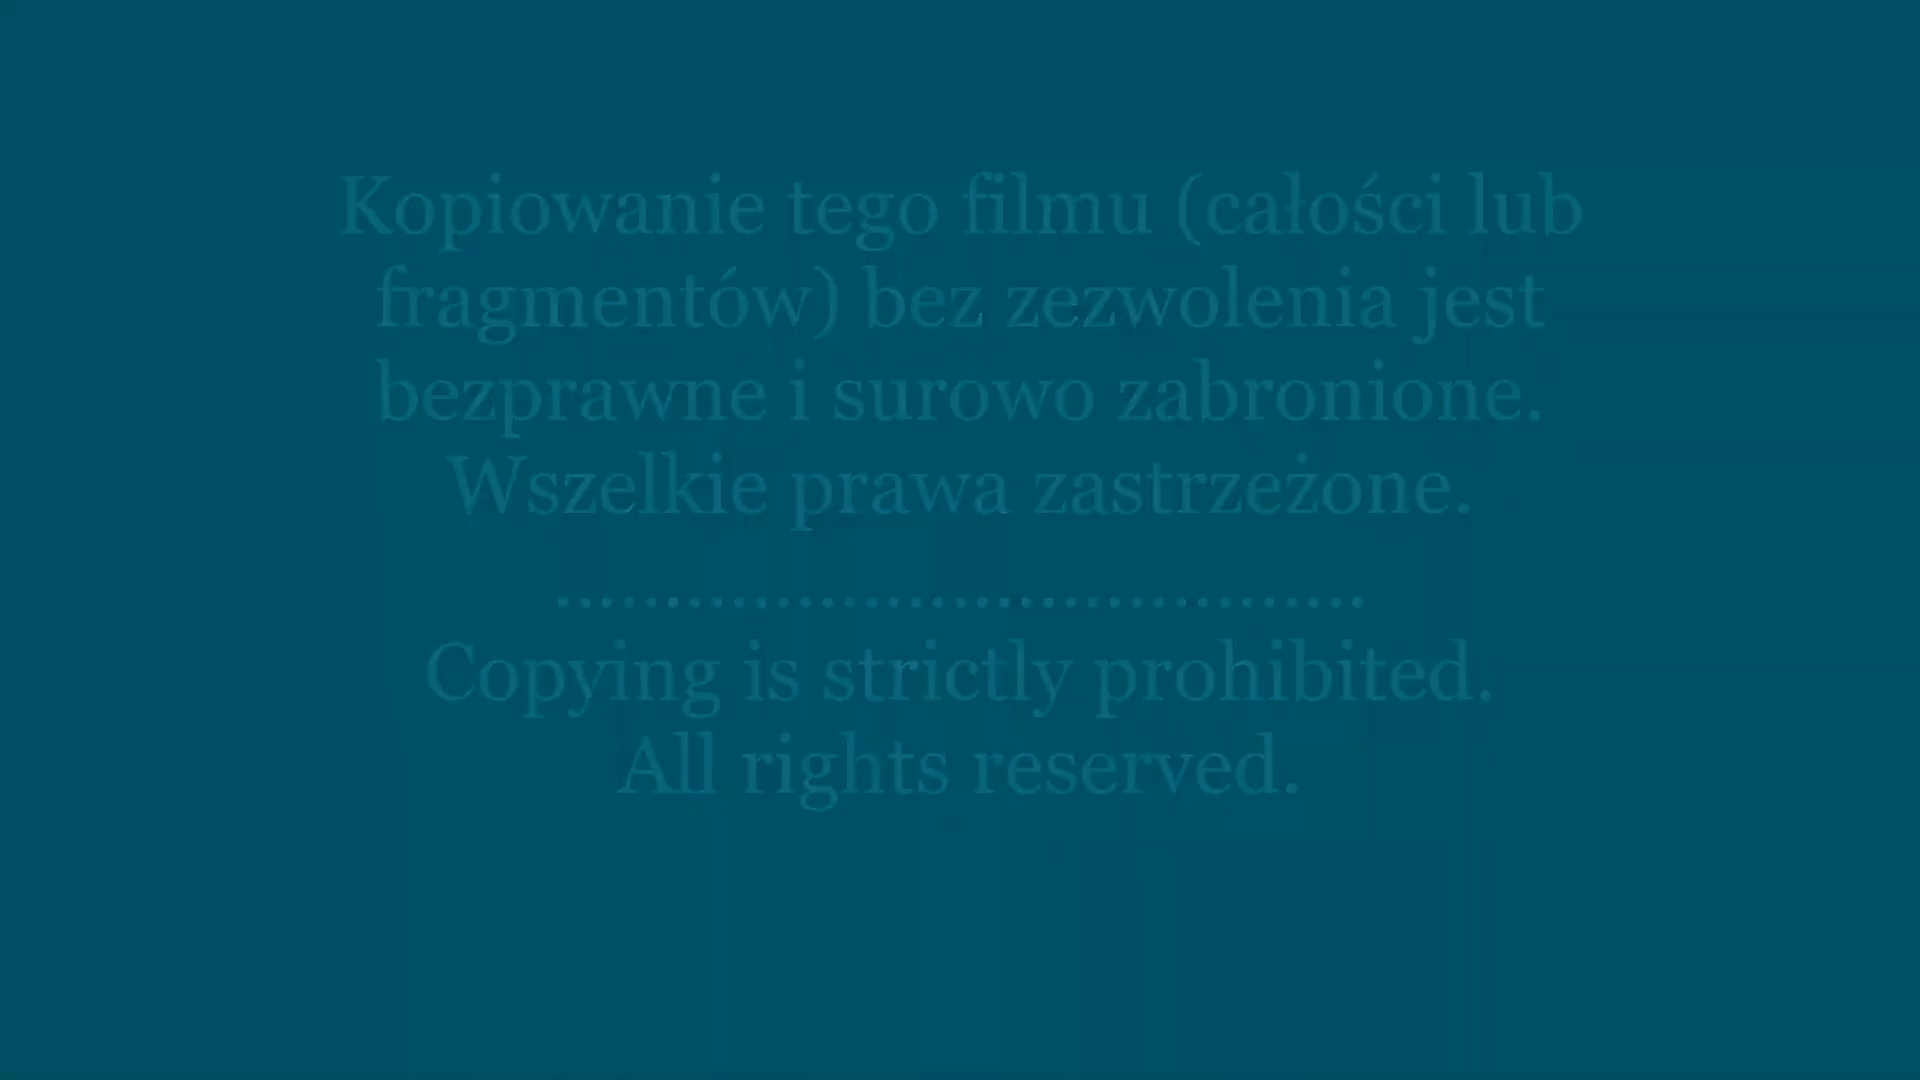 Kopiowanie tego filmu (całości lub
fragmentów) bez zezwolenia jest
bezprawne i surowo zabronione.
Wszelkie prawa zastrzeżone.
.....................................
Copying is strictly prohibited.
All rights reserved.